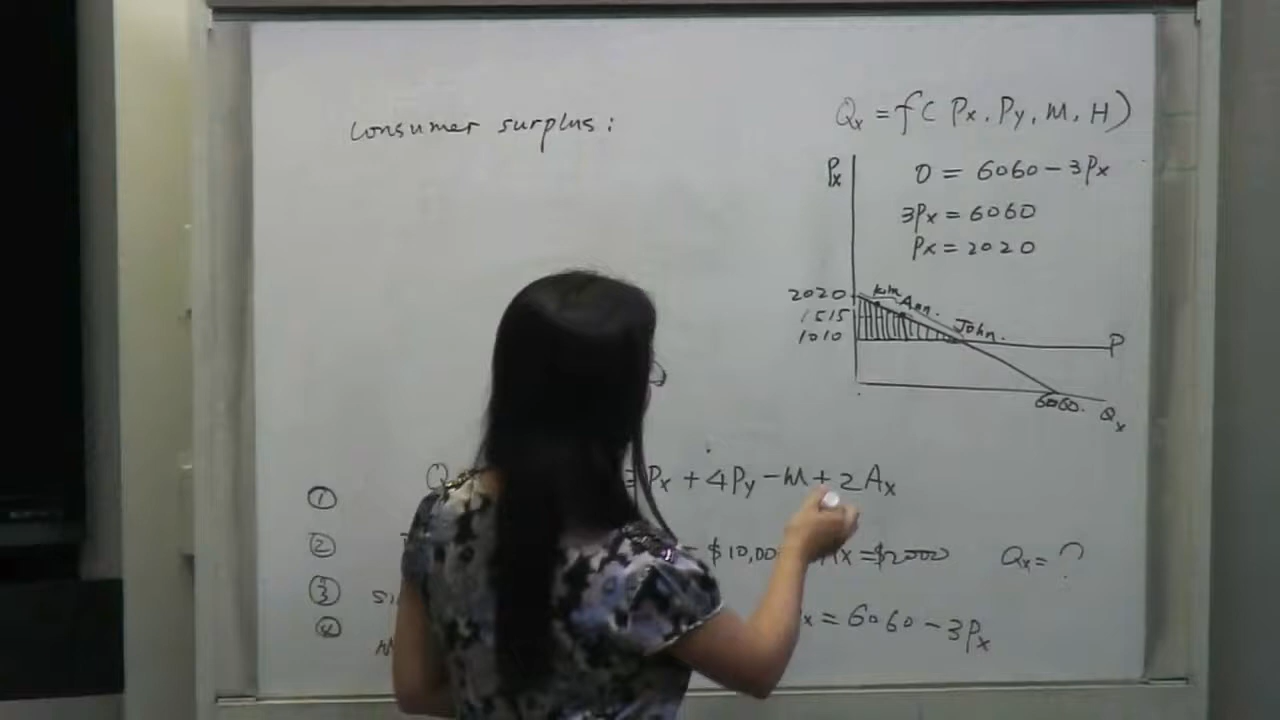 consumer surplus:
Qx = f( Px, Py, M, H )
Px
0 = 6060 - 3Px
3Px = 6060
Px = 2020
2020
Kim
Ann.
1515
John.
1010
P
6060.
Qx
① Q = Px + 4Py - M + 2Ax
② = $10,00 Ax = $2000 Qx = ?
③ x = 6060 - 3Px
④